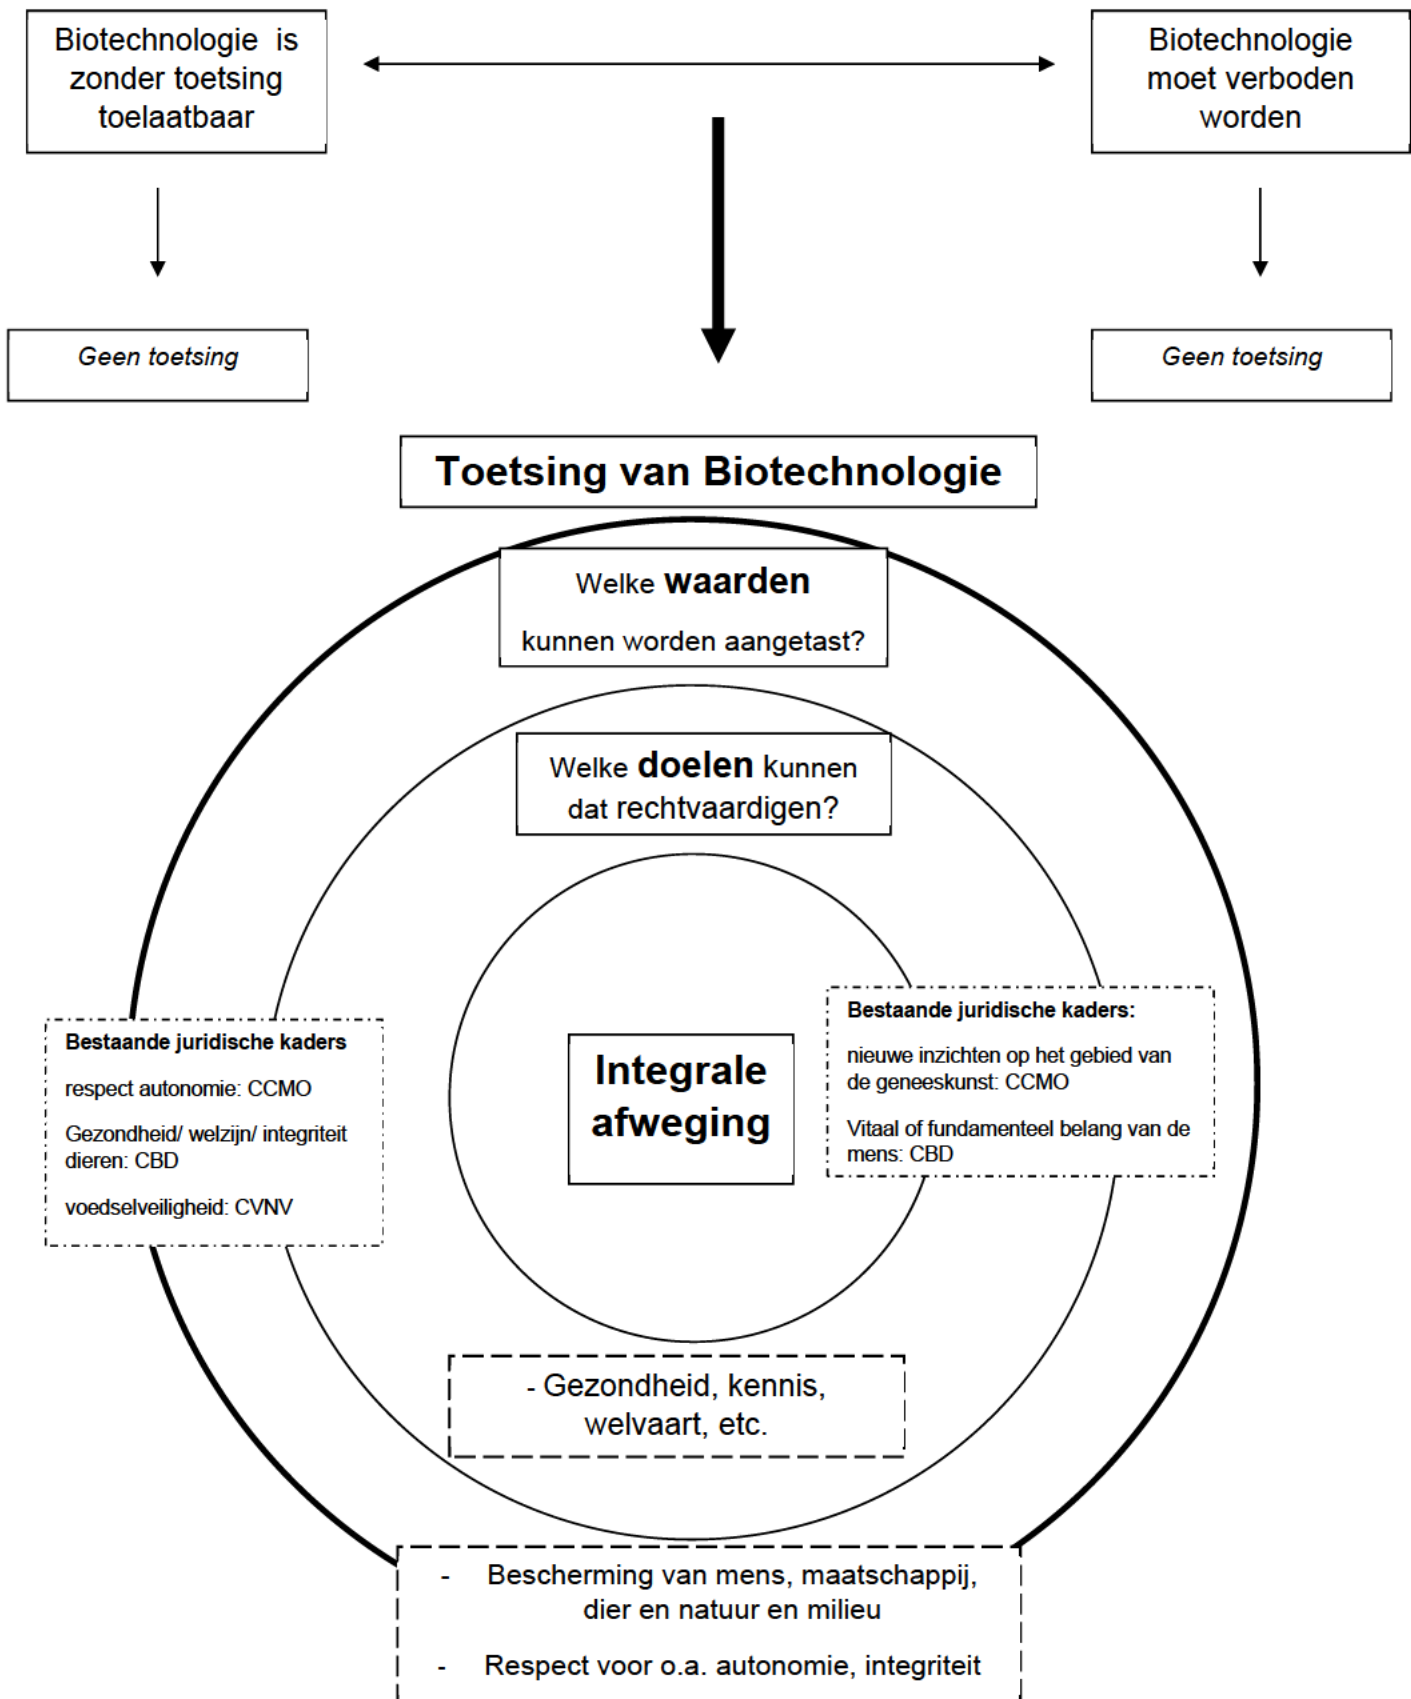 Biotechnologie is
zonder toetsing
toelaatbaar
Biotechnologie
moet verboden
worden
Geen toetsing
Geen toetsing
Toetsing van Biotechnologie
Welke waarden
kunnen worden aangetast?
Welke doelen kunnen
dat rechtvaardigen?
Bestaande juridische kaders
respect autonomie: CCMO
Gezondheid/ welzijn/ integriteit
dieren: CBD
voedselveiligheid: CVNV
Integrale
afweging
Bestaande juridische kaders:
nieuwe inzichten op het gebied van
de geneeskunst: CCMO
Vitaal of fundamenteel belang van de
mens: CBD
- Gezondheid, kennis,
welvaart, etc.
- Bescherming van mens, maatschappij,
dier en natuur en milieu
- Respect voor o.a. autonomie, integriteit